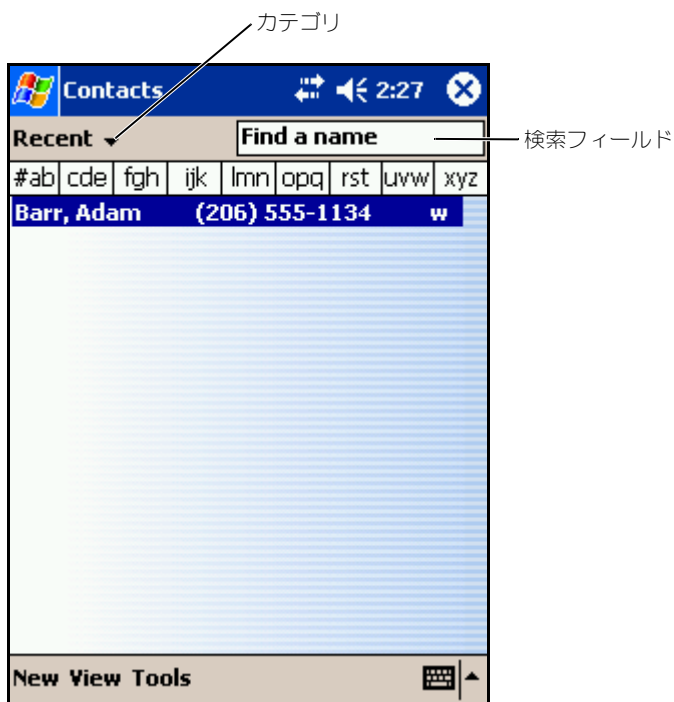 カテゴリ
Contacts 2:27
Recent Find a name
検索フィールド
#ab cde fgh ijk lmn opq rst uvw xyz
Barr, Adam (206) 555-1134 w
New View Tools